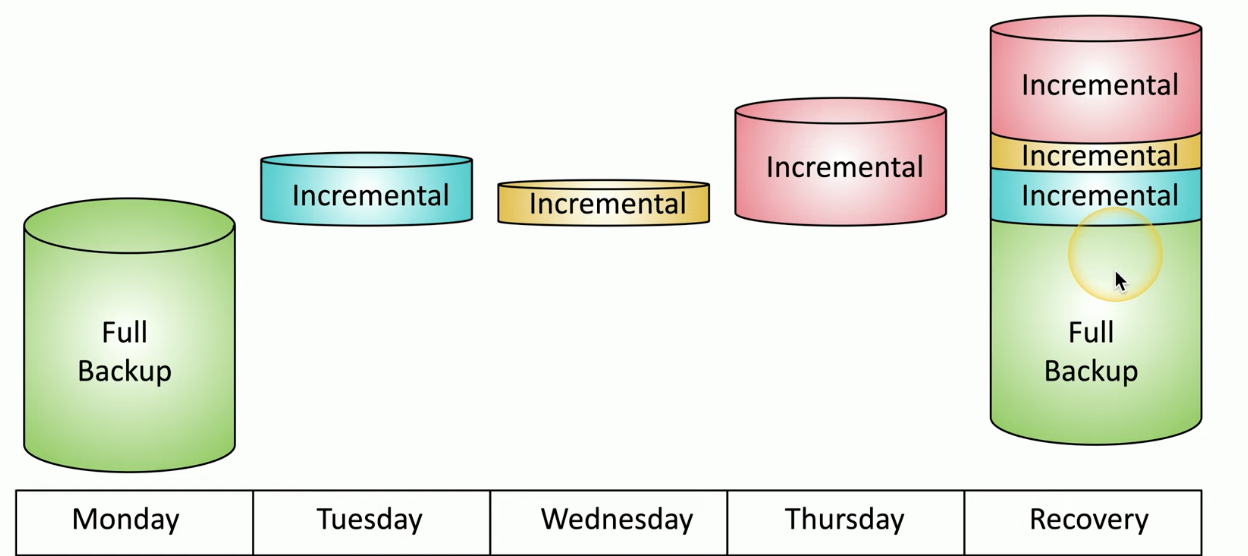 Incremental
Incremental
Incremental
Incremental
Incremental
Incremental
Full
Backup
Full
Backup
Monday
Tuesday
Wednesday
Thursday
Recovery